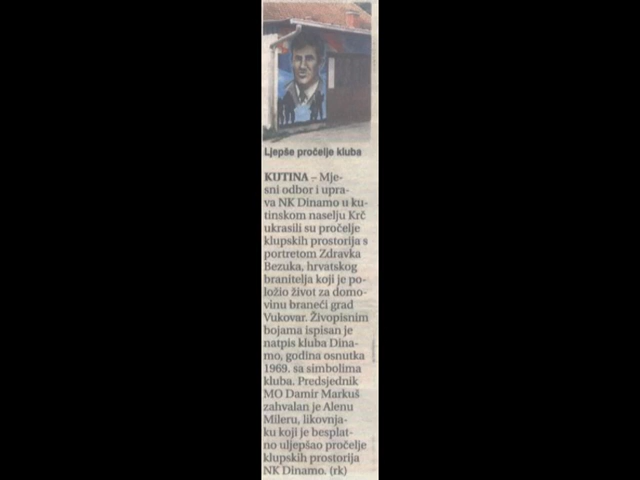 Ljepše pročelje kluba
KUTINA – Mje-
sni odbor i upra-
va NK Dinamo u ku-
tinskom naselju Krč
ukrasili su pročelje
klupskih prostorija s
portretom Zdravka
Bezuka, hrvatskog
branitelja koji je po-
ložio život za domo-
vinu braneći grad
Vukovar. Živopisnim
bojama ispisan je
natpis kluba Dina-
mo, godina osnutka
1969. sa simbolima
kluba. Predsjednik
MO Damir Markuš
zahvalan je Alenu
Mileru, likovnja-
ku koji je besplat-
no uljepšao pročelje
klupskih prostorija
NK Dinamo. (rk)